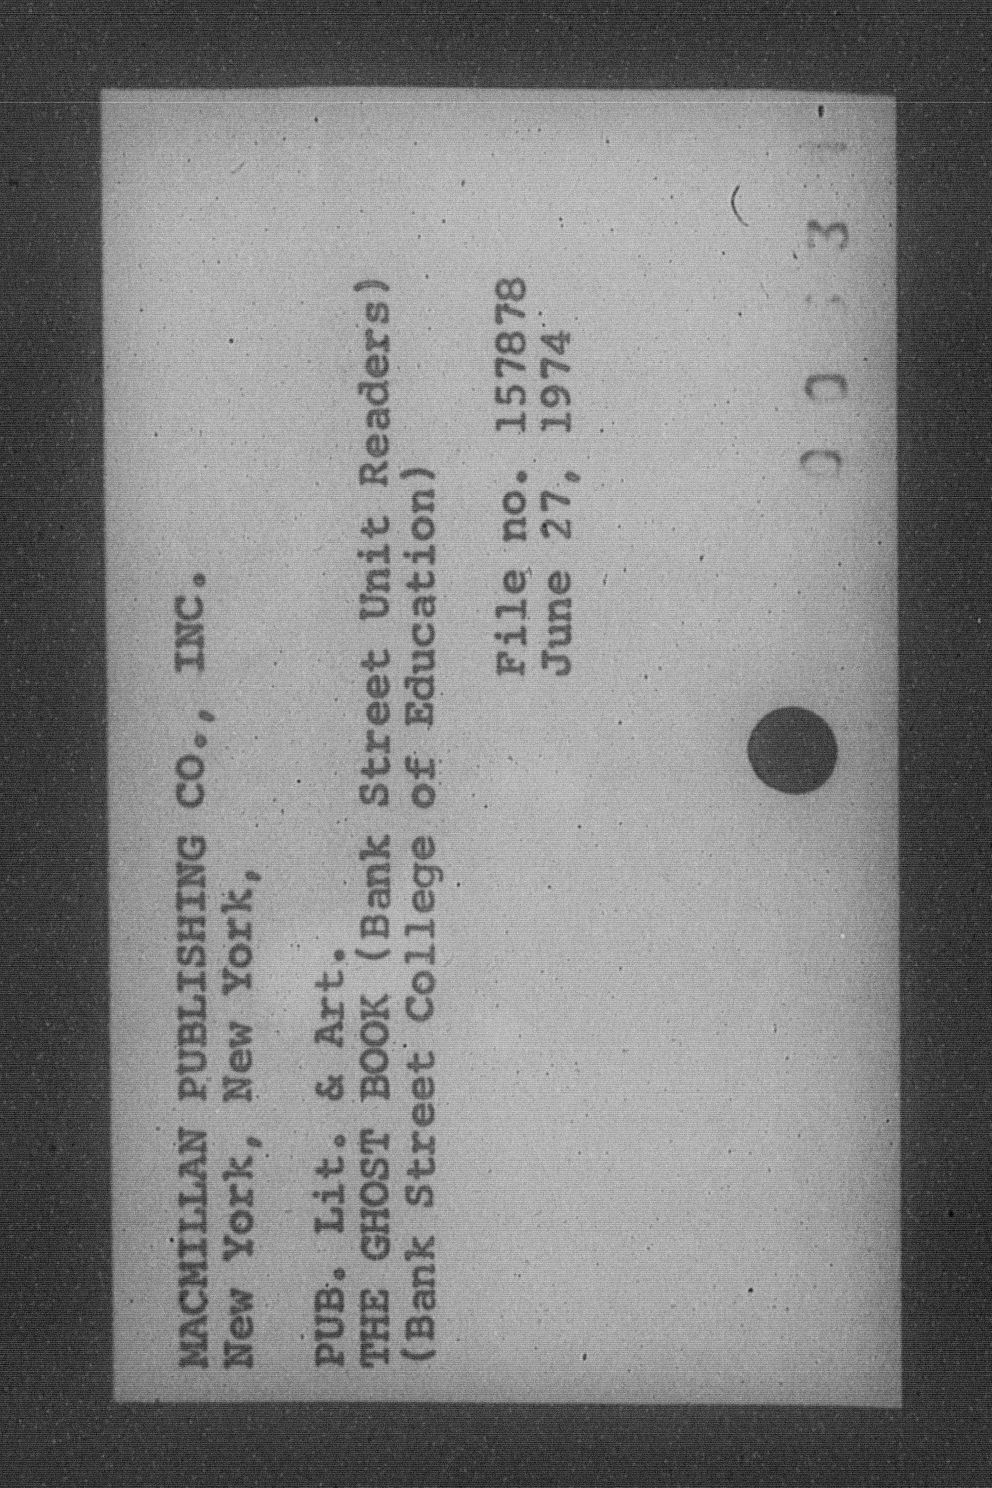 MACMILLAN PUBLISHING CO., INC.
New York, New York,
PUB. Lit. & Art.
THE GHOST BOOK (Bank Street Unit Readers)
(Bank Street College of Education)
File no. 157878
June 27, 1974